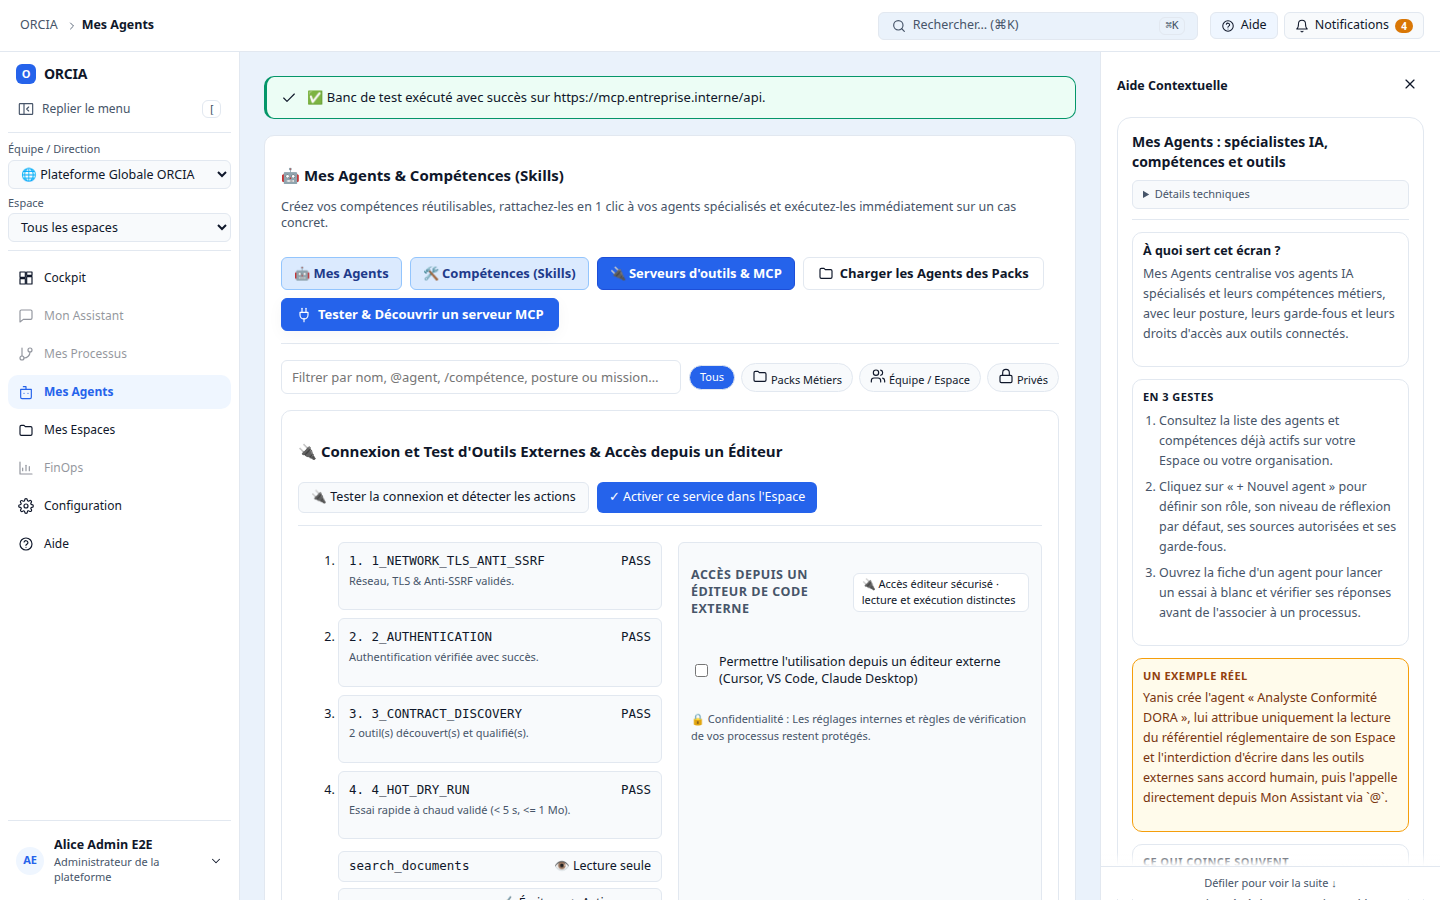 ORCIA
Mes Agents
Rechercher... (⌘K)
⌘K
Aide
Notifications
4
O
ORCIA
Replier le menu
[
Équipe / Direction
🌐 Plateforme Globale ORCIA
Espace
Tous les espaces
Cockpit
Mon Assistant
Mes Processus
Mes Agents
Mes Espaces
FinOps
Configuration
Aide
AE
Alice Admin E2E
Administrateur de la
plateforme
✅ Banc de test exécuté avec succès sur https://mcp.entreprise.interne/api.
🤖 Mes Agents & Compétences (Skills)
Créez vos compétences réutilisables, rattachez-les en 1 clic à vos agents spécialisés et exécutez-les immédiatement sur un cas
concret.
🤖 Mes Agents
🛠️ Compétences (Skills)
🔌 Serveurs d'outils & MCP
Charger les Agents des Packs
Tester & Découvrir un serveur MCP
Filtrer par nom, @agent, /compétence, posture ou mission...
Tous
Packs Métiers
Équipe / Espace
Privés
🔌 Connexion et Test d'Outils Externes & Accès depuis un Éditeur
🔌 Tester la connexion et détecter les actions
✓ Activer ce service dans l'Espace
1. 1. 1_NETWORK_TLS_ANTI_SSRF PASS
Réseau, TLS & Anti-SSRF validés.
2. 2. 2_AUTHENTICATION PASS
Authentification vérifiée avec succès.
3. 3. 3_CONTRACT_DISCOVERY PASS
2 outil(s) découvert(s) et qualifié(s).
4. 4. 4_HOT_DRY_RUN PASS
Essai rapide à chaud validé (< 5 s, <= 1 Mo).
search_documents 👁️ Lecture seule
ACCÈS DEPUIS UN
ÉDITEUR DE CODE
EXTERNE
🔌 Accès éditeur sécurisé ·
lecture et exécution distinctes
Permettre l'utilisation depuis un éditeur externe
(Cursor, VS Code, Claude Desktop)
🔒 Confidentialité : Les réglages internes et règles de vérification
de vos processus restent protégés.
Aide Contextuelle
Mes Agents : spécialistes IA,
compétences et outils
▶ Détails techniques
À quoi sert cet écran ?
Mes Agents centralise vos agents IA
spécialisés et leurs compétences métiers,
avec leur posture, leurs garde-fous et leurs
droits d'accès aux outils connectés.
EN 3 GESTES
1. Consultez la liste des agents et
compétences déjà actifs sur votre
Espace ou votre organisation.
2. Cliquez sur « + Nouvel agent » pour
définir son rôle, son niveau de réflexion
par défaut, ses sources autorisées et ses
garde-fous.
3. Ouvrez la fiche d'un agent pour lancer
un essai à blanc et vérifier ses réponses
avant de l'associer à un processus.
UN EXEMPLE RÉEL
Yanis crée l'agent « Analyste Conformité
DORA », lui attribue uniquement la lecture
du référentiel réglementaire de son Espace
et l'interdiction d'écrire dans les outils
externes sans accord humain, puis l'appelle
directement depuis Mon Assistant via `@`.
CE QUI COINCE SOUVENT
Défiler pour voir la suite ↓